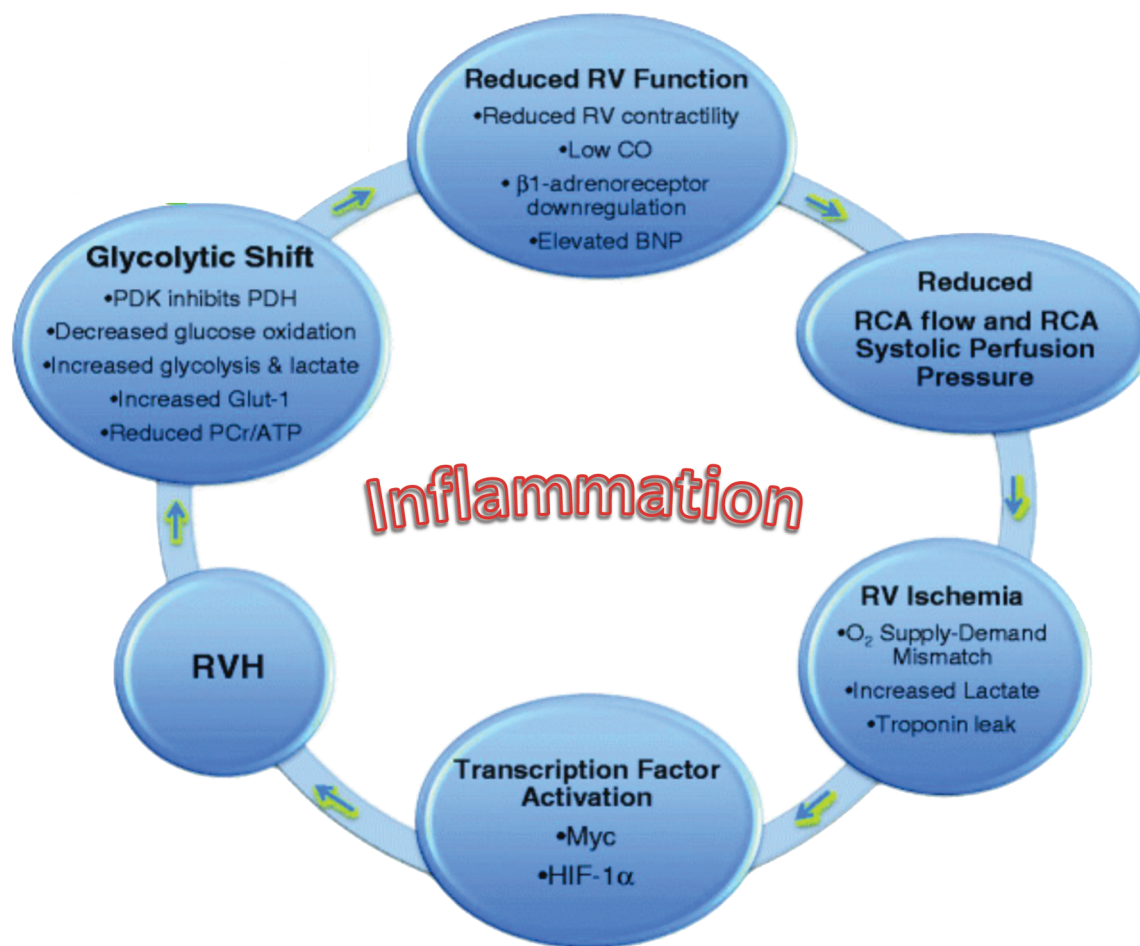 Reduced RV Function
•Reduced RV contractility
•Low CO
•β1-adrenoreceptor
downregulation
•Elevated BNP
Reduced
RCA flow and RCA
Systolic Perfusion
Pressure
RV Ischemia
•O₂ Supply-Demand
Mismatch
•Increased Lactate
•Troponin leak
Transcription Factor
Activation
•Myc
•HIF-1α
RVH
Glycolytic Shift
•PDK inhibits PDH
•Decreased glucose oxidation
•Increased glycolysis & lactate
•Increased Glut-1
•Reduced PCr/ATP
Inflammation